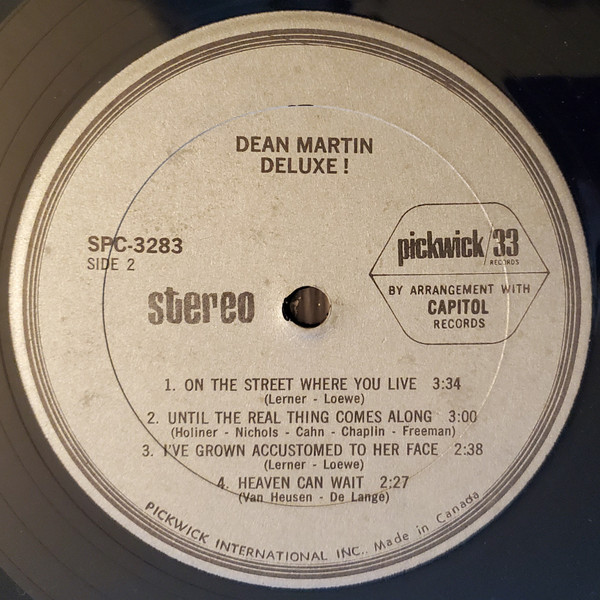 DEAN MARTIN
DELUXE !
SPC-3283
SIDE 2
stereo
pickwick/33
RECORDS
BY ARRANGEMENT WITH
CAPITOL
RECORDS
1. ON THE STREET WHERE YOU LIVE 3:34
(Lerner - Loewe)
2. UNTIL THE REAL THING COMES ALONG 3:00
(Holiner - Nichols - Cahn - Chaplin - Freeman)
3. I'VE GROWN ACCUSTOMED TO HER FACE 2:38
(Lerner - Loewe)
4. HEAVEN CAN WAIT 2:27
(Van Heusen - De Lange)
PICKWICK INTERNATIONAL INC.. Made in Canada